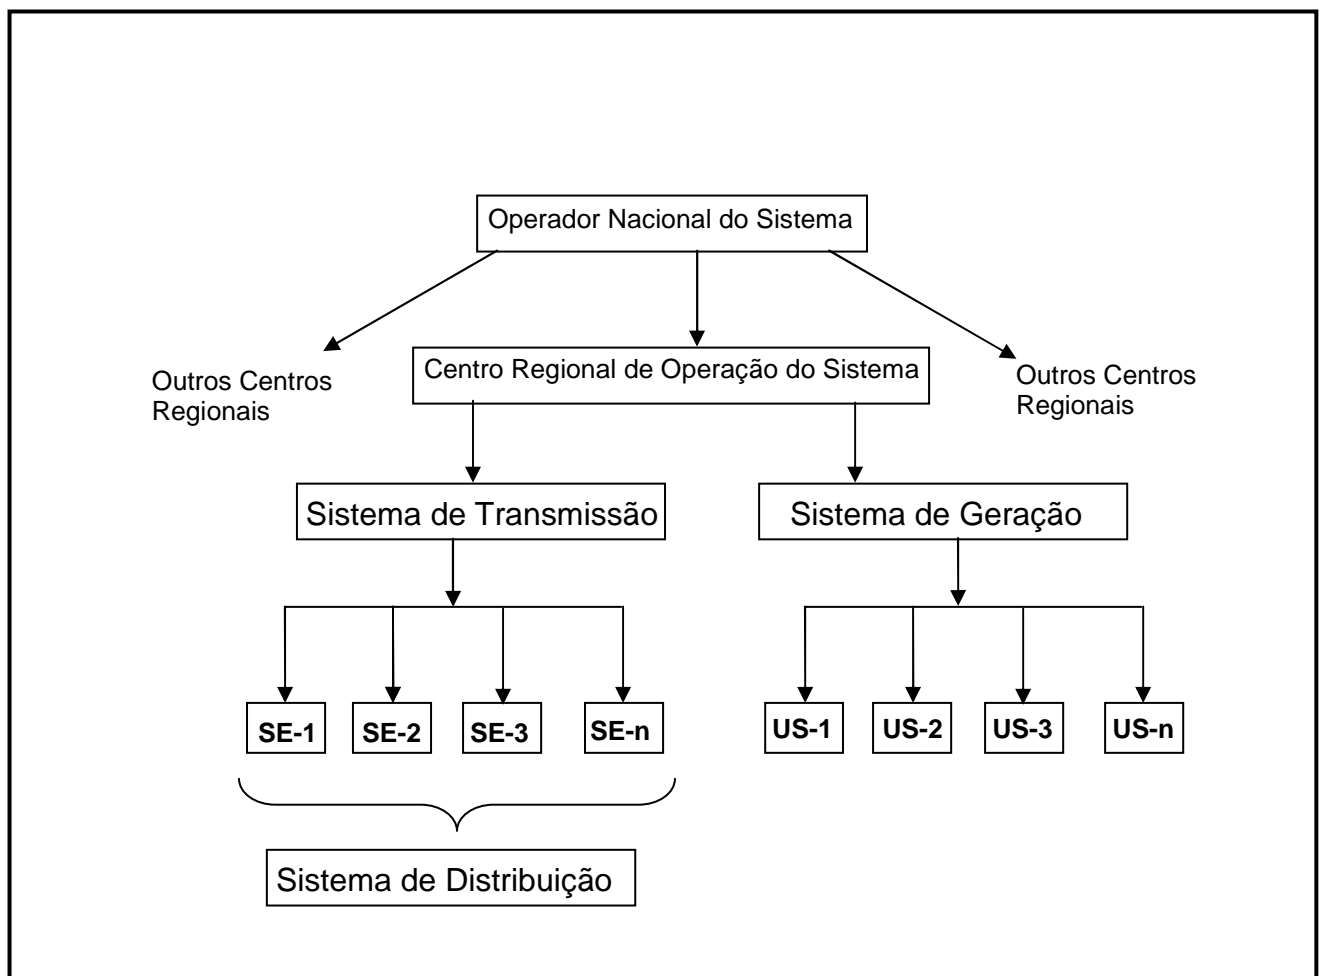 Operador Nacional do Sistema
Centro Regional de Operação do Sistema
Outros Centros
Regionais
Outros Centros
Regionais
Sistema de Transmissão
Sistema de Geração
SE-1
SE-2
SE-3
SE-n
US-1
US-2
US-3
US-n
Sistema de Distribuição